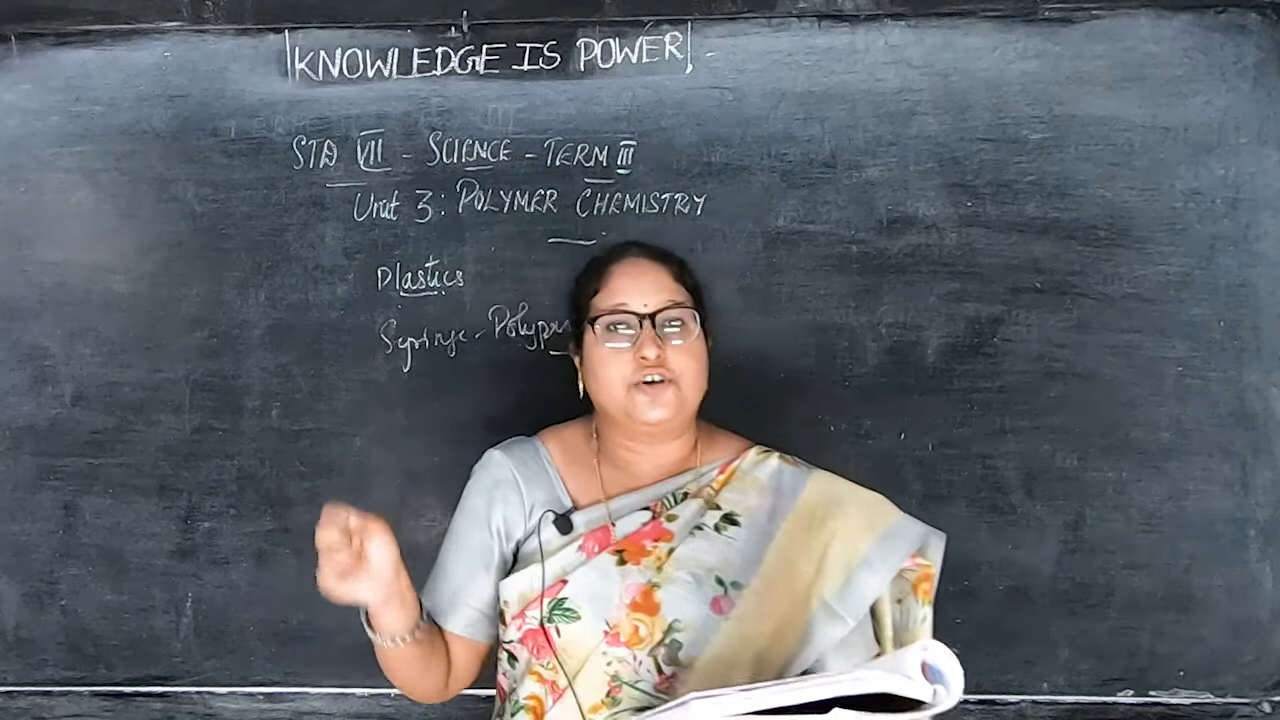 KNOWLEDGE IS POWER!
STD VII - SCIENCE - TERM III
Unit 3: POLYMER CHEMISTRY
Plastics
Syringe -